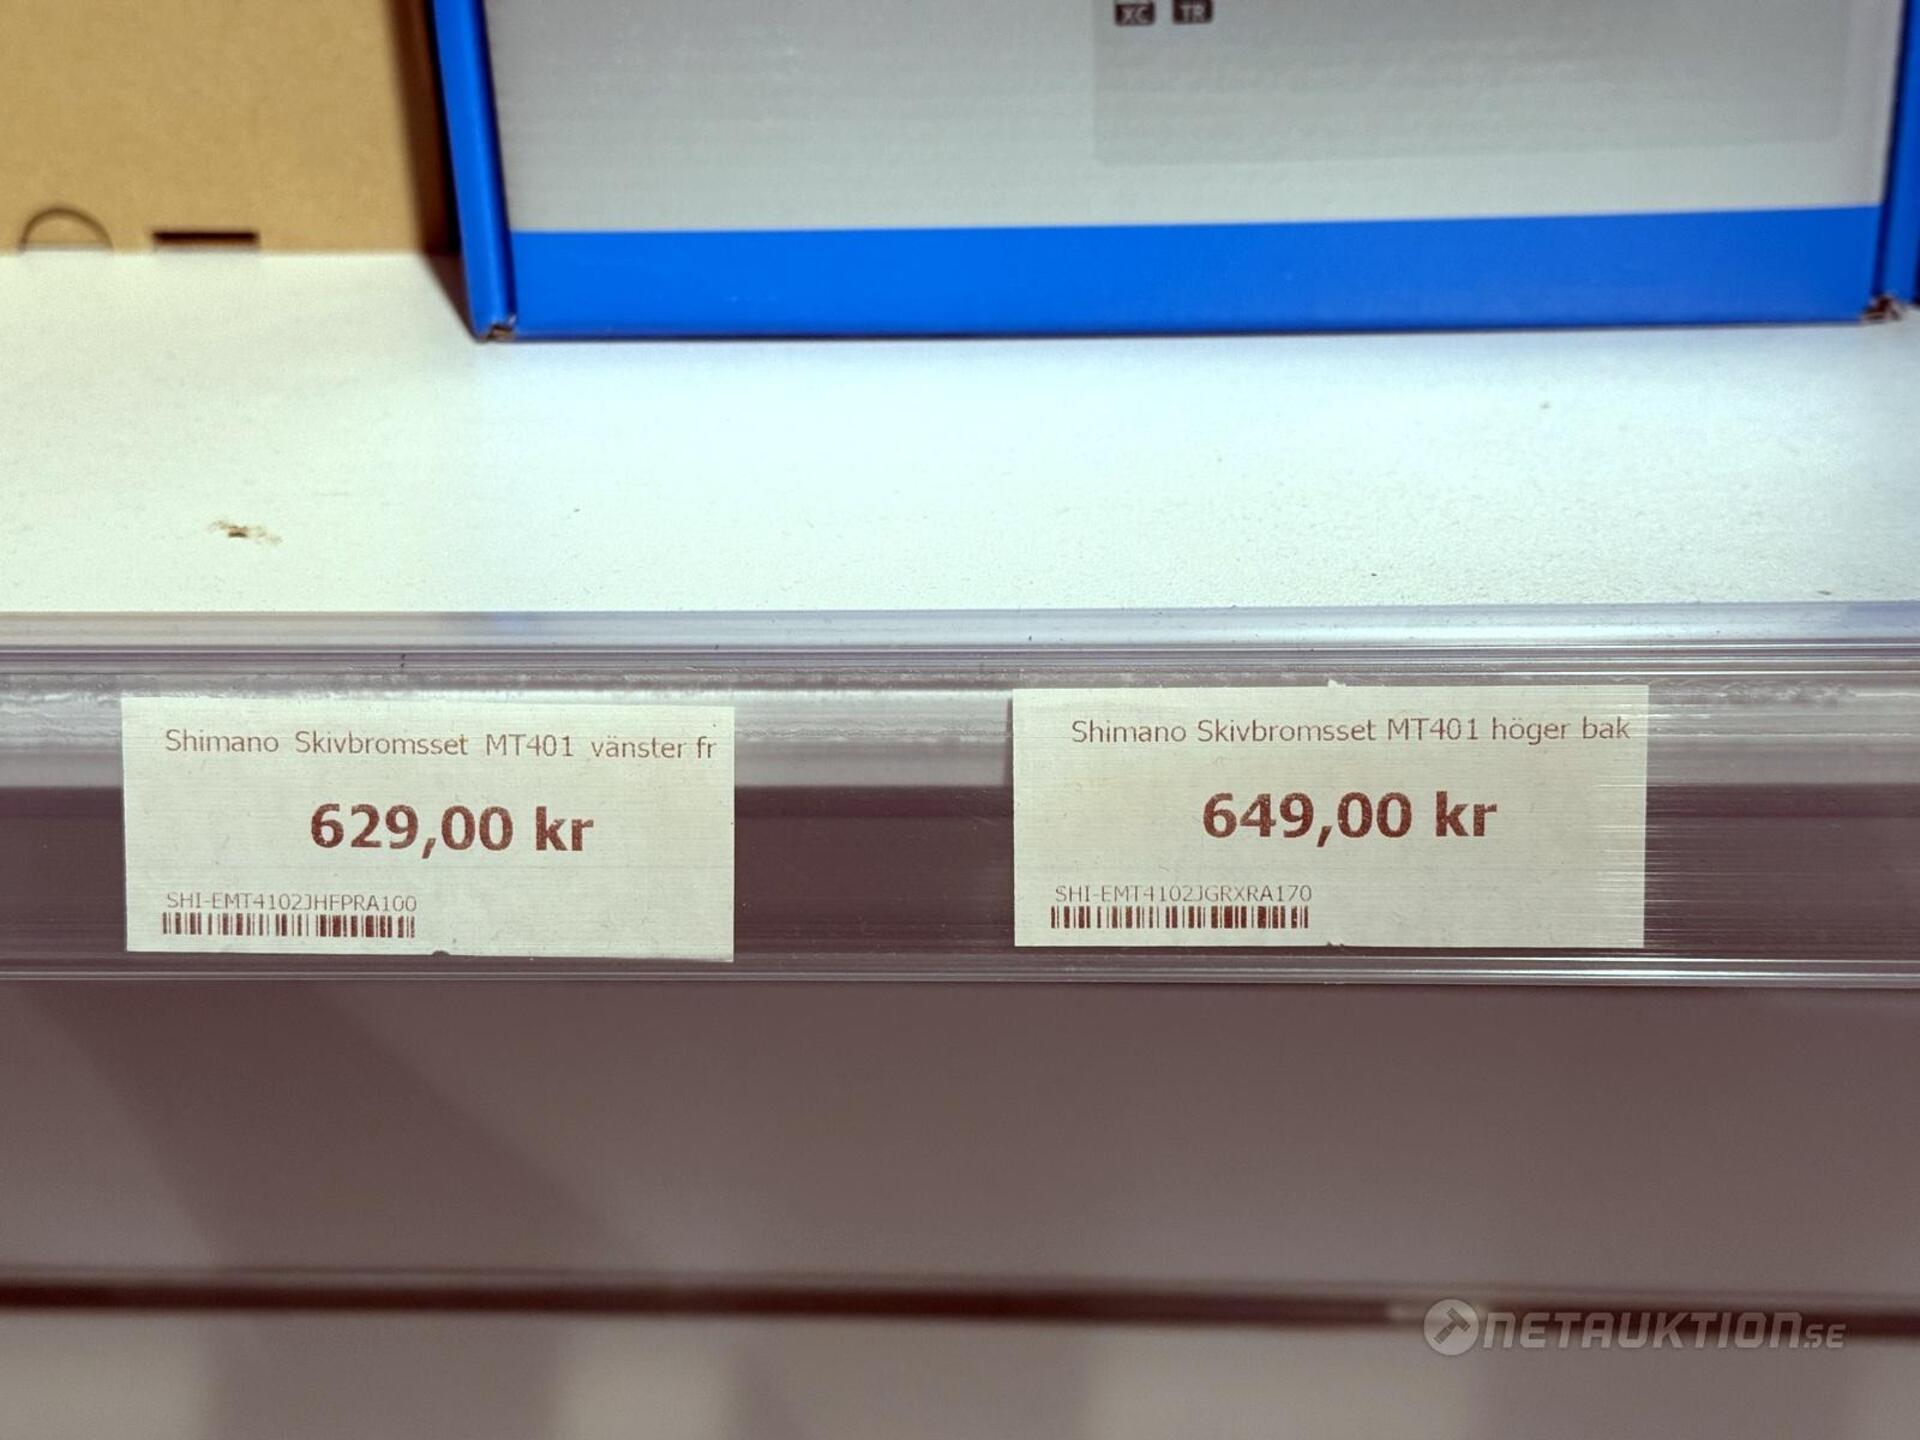 XC TR
Shimano Skivbromsset MT401 vänster fr
629,00 kr
SHI-EMT4102JHFPRA100
Shimano Skivbromsset MT401 höger bak
649,00 kr
SHI-EMT4102JGRXRA170
NETAUKTION.SE